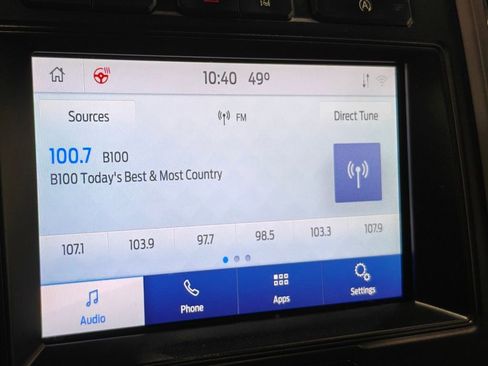 10:40 49°
Sources
FM
Direct Tune
100.7 B100
B100 Today's Best & Most Country
107.1 103.9 97.7 98.5 103.3 107.9
Audio Phone Apps Settings